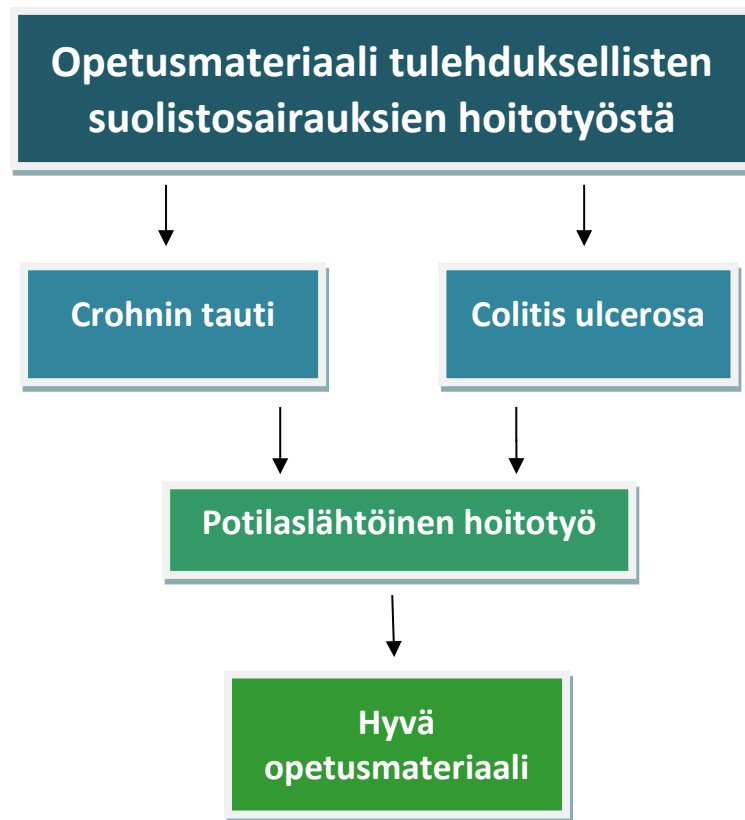 Opetusmateriaali tulehduksellisten
suolistosairauksien hoitotyöstä
Crohnin tauti
Colitis ulcerosa
Potilaslähtöinen hoitotyö
Hyvä
opetusmateriaali